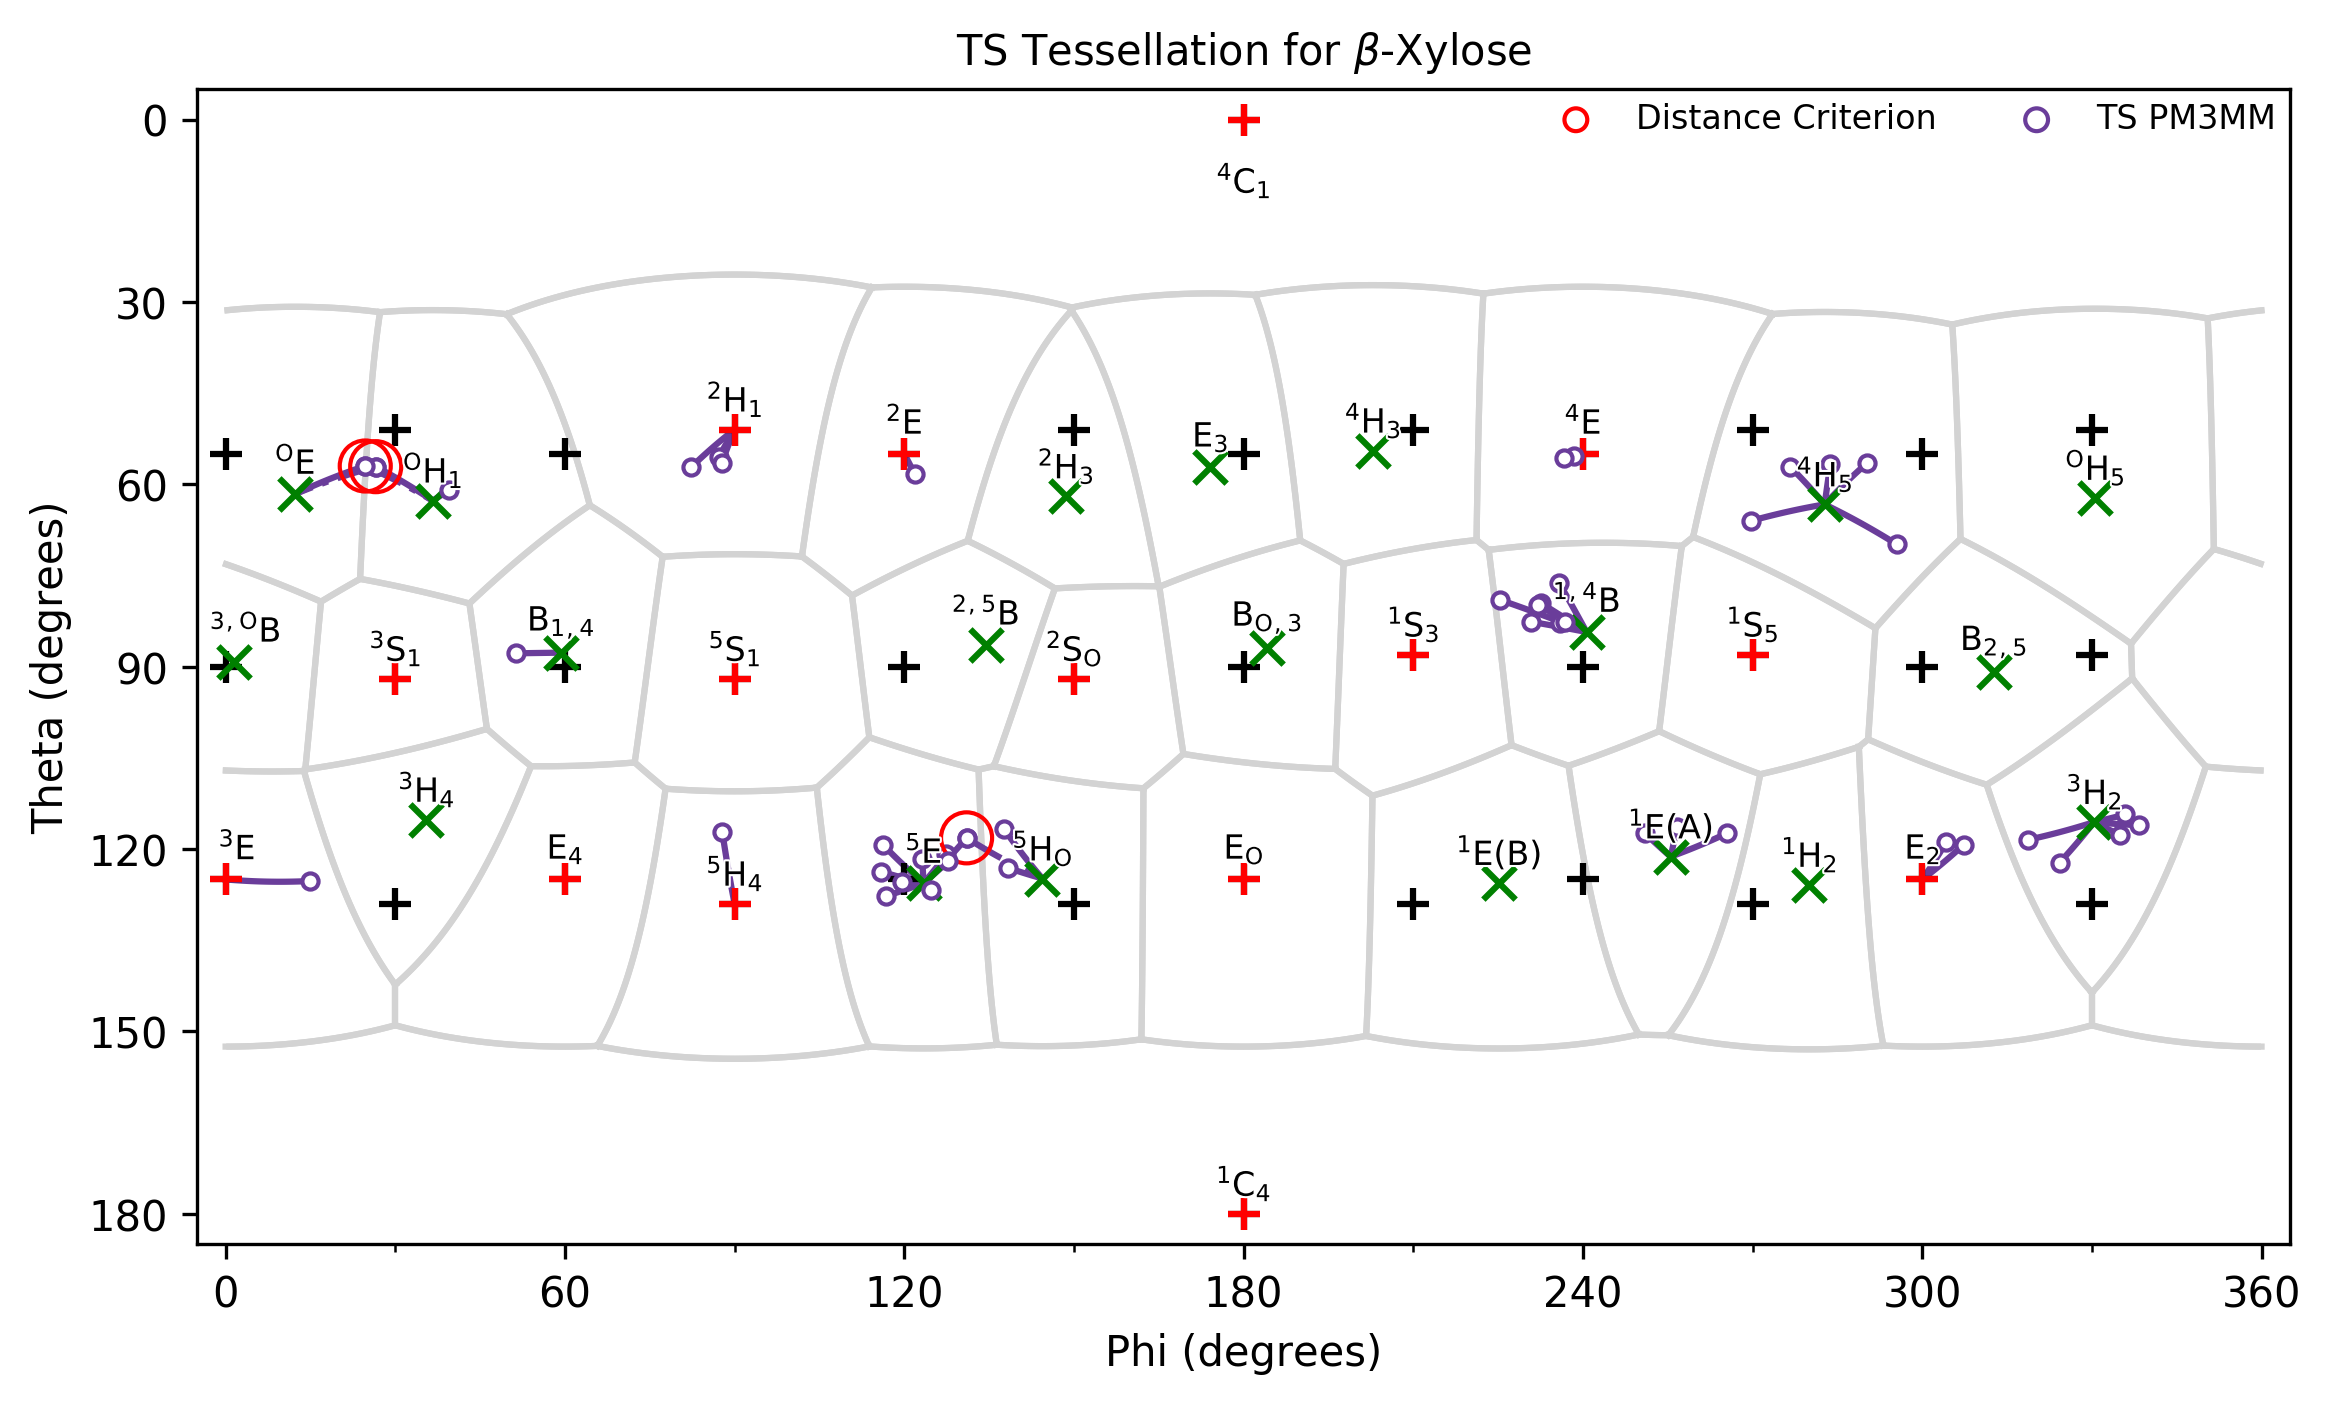 TS Tessellation for β-Xylose
Distance Criterion
TS PM3MM
⁴C₁
²H₁
²E
E₃
⁴H₃
⁴E
ᴼE
ᴼH₁
²H₃
⁴H₅
ᴼH₅
³,ᴼB
³S₁
B₁,₄
⁵S₁
²,⁵B
²Sₒ
Bₒ,₃
¹S₃
¹,⁴B
¹S₅
B₂,₅
³E
³H₄
E₄
⁵H₄
⁵E
⁵Hₒ
Eₒ
¹E(B)
¹E(A)
¹H₂
E₂
³H₂
¹C₄
0
30
60
90
120
150
180
Theta (degrees)
0 60 120 180 240 300 360
Phi (degrees)